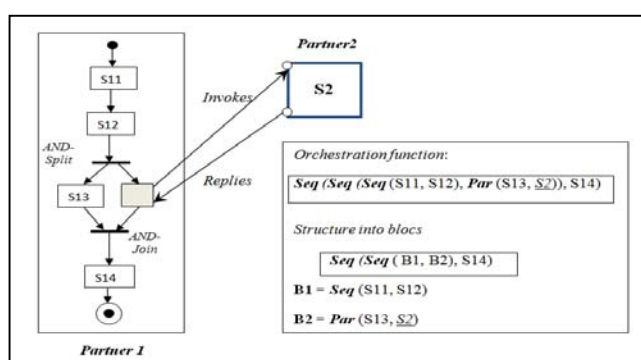 Partner2
S11
S2
Invokes
S12
AND-
Split
S13
Replies
AND-
Join
S14
Partner 1
Orchestration function:
Seq (Seq (Seq (S11, S12), Par (S13, S2)), S14)
Structure into blocs
Seq (Seq ( B1, B2), S14)
B1 = Seq (S11, S12)
B2 = Par (S13, S2)